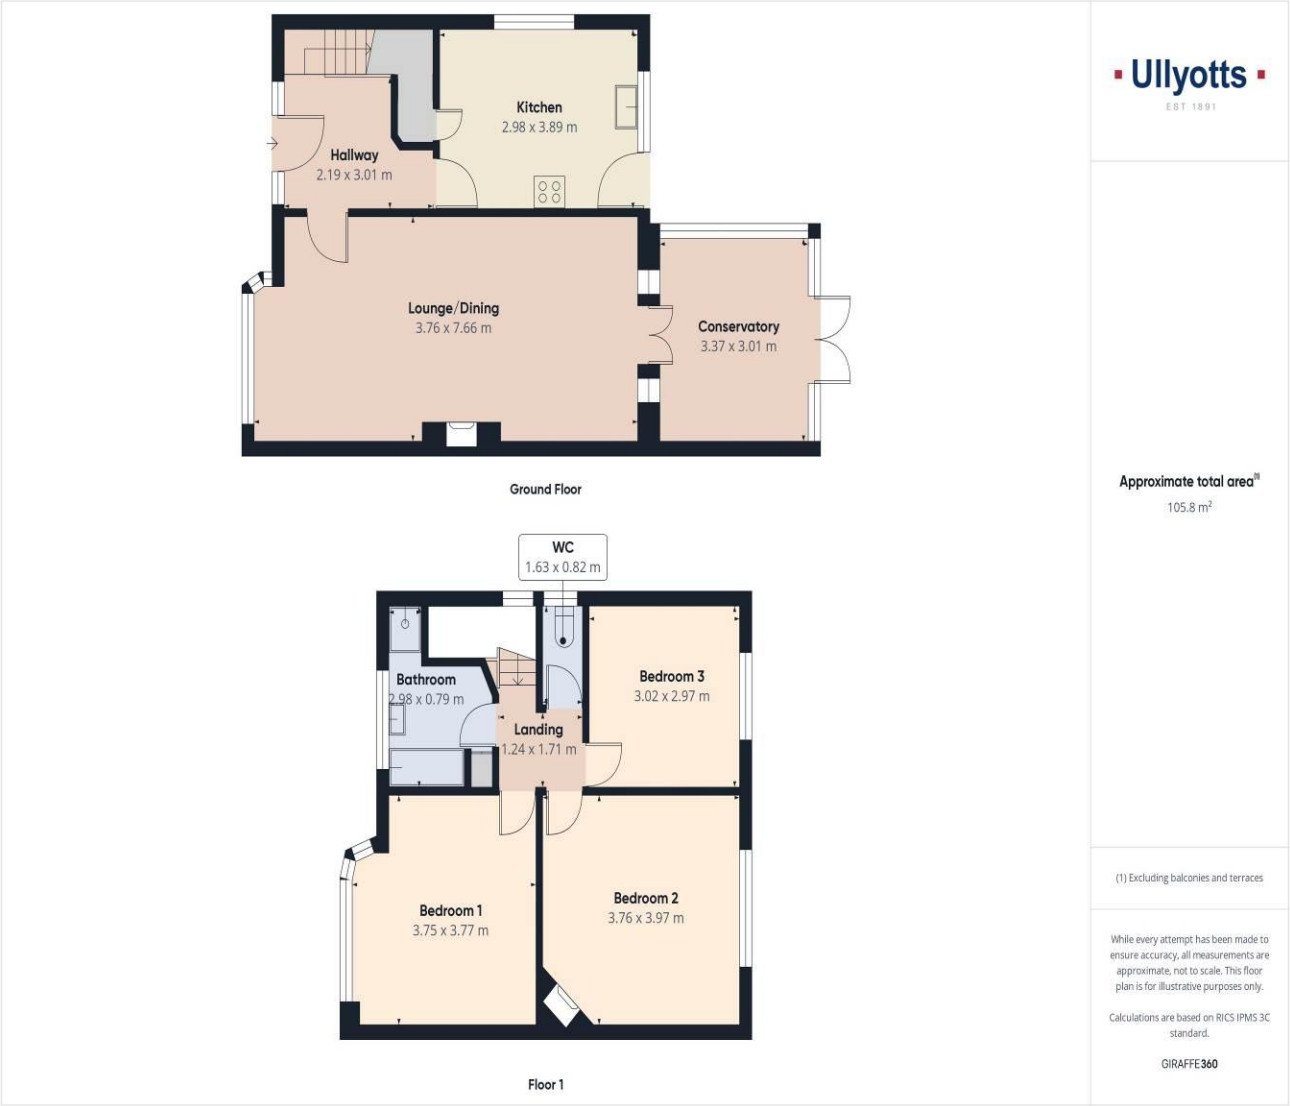 Kitchen
2.98 x 3.89 m
Hallway
2.19 x 3.01 m
Lounge/Dining
3.76 x 7.66 m
Conservatory
3.37 x 3.01 m
Ground Floor
WC
1.63 x 0.82 m
Bathroom
2.98 x 0.79 m
Landing
1.24 x 1.71 m
Bedroom 3
3.02 x 2.97 m
Bedroom 1
3.75 x 3.77 m
Bedroom 2
3.76 x 3.97 m
Floor 1
Ullyotts
EST 1891
Approximate total area(1)
105.8 m²
(1) Excluding balconies and terraces
While every attempt has been made to
ensure accuracy, all measurements are
approximate, not to scale. This floor
plan is for illustrative purposes only.
Calculations are based on RICS IPMS 3C
standard.
GIRAFFE360